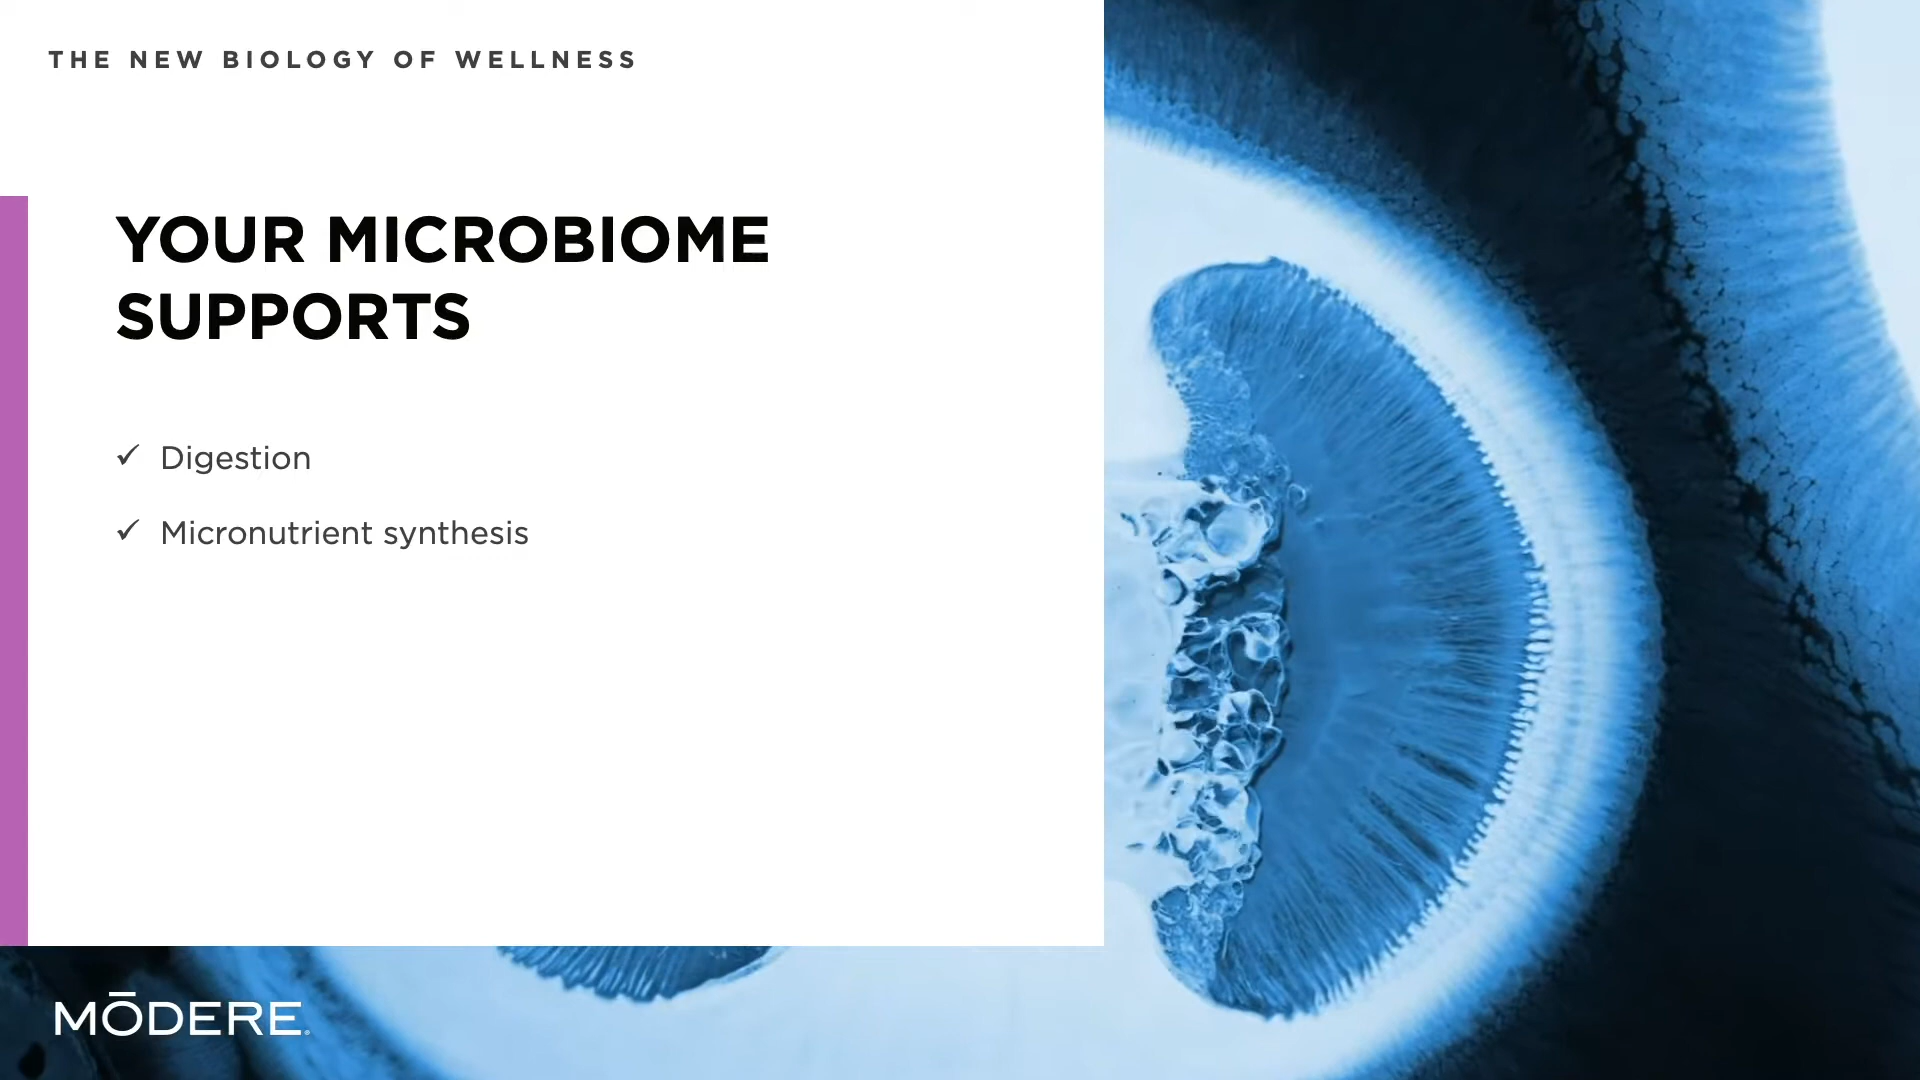 THE NEW BIOLOGY OF WELLNESS
YOUR MICROBIOME
SUPPORTS
✓ Digestion
✓ Micronutrient synthesis
MŌDERE